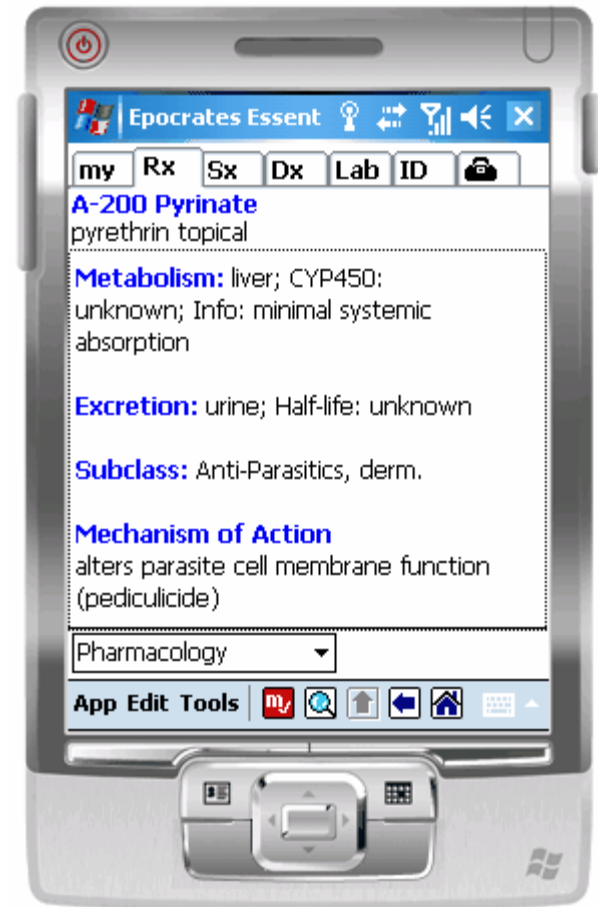 Epocrates Essent
my Rx Sx Dx Lab ID
A-200 Pyrinate
pyrethrin topical
Metabolism: liver; CYP450:
unknown; Info: minimal systemic
absorption
Excretion: urine; Half-life: unknown
Subclass: Anti-Parasitics, derm.
Mechanism of Action
alters parasite cell membrane function
(pediculicide)
Pharmacology
App Edit Tools m